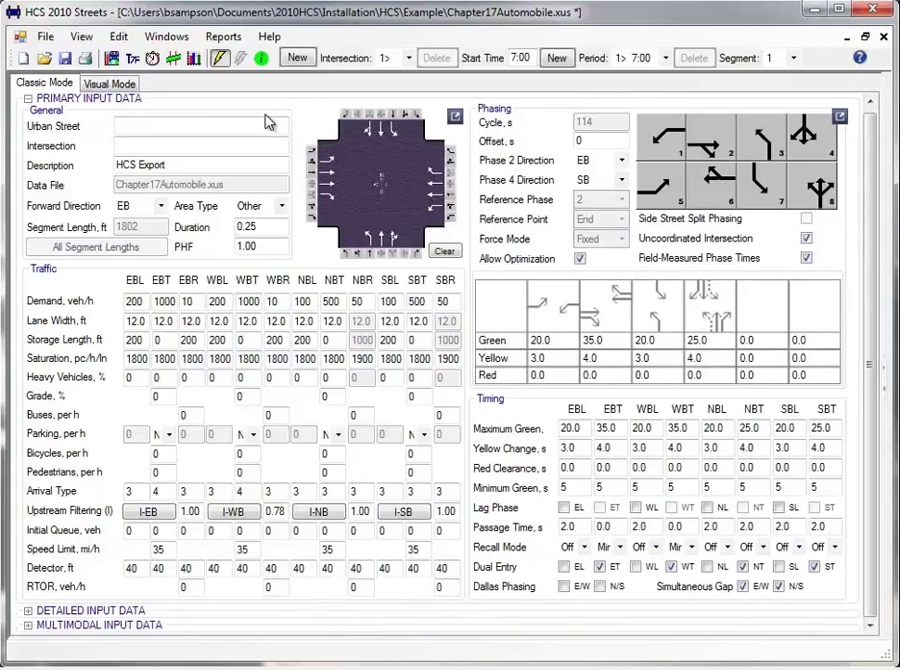 HCS 2010 Streets - [C:\Users\bsampson\Documents\2010HCS\Installation\HCS\Example\Chapter17Automobile.xus *]
File View Edit Windows Reports Help
New Intersection: 1> Delete Start Time 7:00 New Period: 1> 7:00 Delete Segment: 1
Classic Mode Visual Mode
PRIMARY INPUT DATA
General
Urban Street
Intersection
Description HCS Export
Data File Chapter17Automobile.xus
Forward Direction EB Area Type Other
Segment Length, ft 1802 Duration 0.25
All Segment Lengths PHF 1.00
Clear
Phasing
Cycle, s 114
Offset, s 0
Phase 2 Direction EB
Phase 4 Direction SB
Reference Phase 2
Reference Point End
Force Mode Fixed
Allow Optimization
1 2 3 4
5 6 7 8
Side Street Split Phasing
Uncoordinated Intersection
Field-Measured Phase Times
Traffic
EBL EBT EBR WBL WBT WBR NBL NBT NBR SBL SBT SBR
Demand, veh/h 200 1000 10 200 1000 10 100 500 50 100 500 50
Lane Width, ft 12.0 12.0 12.0 12.0 12.0 12.0 12.0 12.0 12.0 12.0 12.0 12.0
Storage Length, ft 200 0 200 200 0 200 200 0 1000 200 0 1000
Saturation, pc/h/ln 1800 1800 1800 1800 1800 1800 1800 1800 1900 1800 1800 1900
Heavy Vehicles, % 0 0 0 0 0 0 0 0 0 0 0 0
Grade, % 0 0 0 0
Buses, per h 0 0 0 0
Parking, per h 0 N 0 0 N 0 0 N 0 0 N 0
Bicycles, per h 0 0 0 0
Pedestrians, per h 0 0 0 0
Arrival Type 3 4 3 3 4 3 3 3 3 3 3 3
Upstream Filtering (I) I-EB 1.00 I-WB 0.78 I-NB 1.00 I-SB 1.00
Initial Queue, veh 0 0 0 0 0 0 0 0 0 0 0 0
Speed Limit, mi/h 35 35 35 35
Detector, ft 40 40 40 40 40 40 40 40 40 40 40 40
RTOR, veh/h 0 0 0 0
Green 20.0 35.0 20.0 25.0 0.0 0.0
Yellow 3.0 4.0 3.0 4.0 0.0 0.0
Red 0.0 0.0 0.0 0.0 0.0 0.0
Timing
EBL EBT WBL WBT NBL NBT SBL SBT
Maximum Green, s 20.0 35.0 20.0 35.0 20.0 25.0 20.0 25.0
Yellow Change, s 3.0 4.0 3.0 4.0 3.0 4.0 3.0 4.0
Red Clearance, s 0.0 0.0 0.0 0.0 0.0 0.0 0.0 0.0
Minimum Green, s 5 5 5 5 5 5 5 5
Lag Phase EL ET WL WT NL NT SL ST
Passage Time, s 2.0 0.0 2.0 0.0 2.0 2.0 2.0 2.0
Recall Mode Off Mir Off Mir Off Off Off Off
Dual Entry EL ET WL WT NL NT SL ST
Dallas Phasing E/W N/S Simultaneous Gap E/W N/S
DETAILED INPUT DATA
MULTIMODAL INPUT DATA